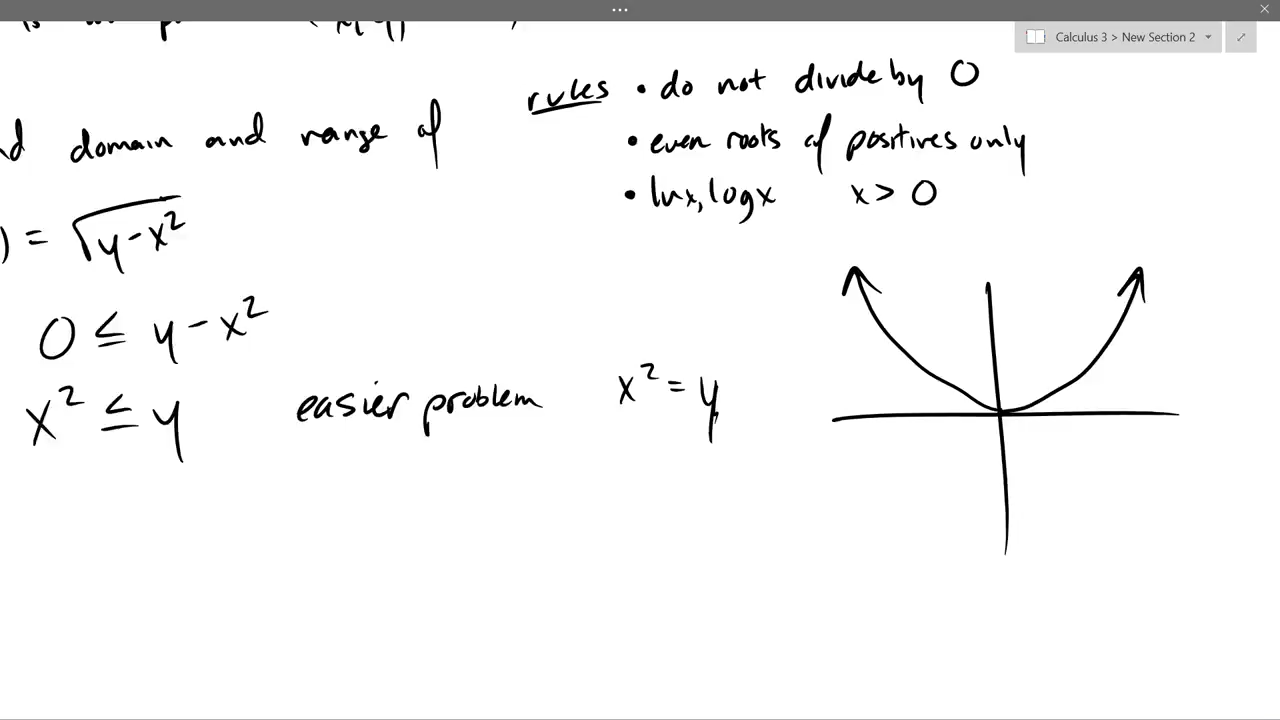 Calculus 3 > New Section 2
rules • do not divide by 0
• even roots of positives only
• lnx, logx x > 0
domain and range of
) = √(y-x²)
0 ≤ y - x²
x² ≤ y easier problem x² = y